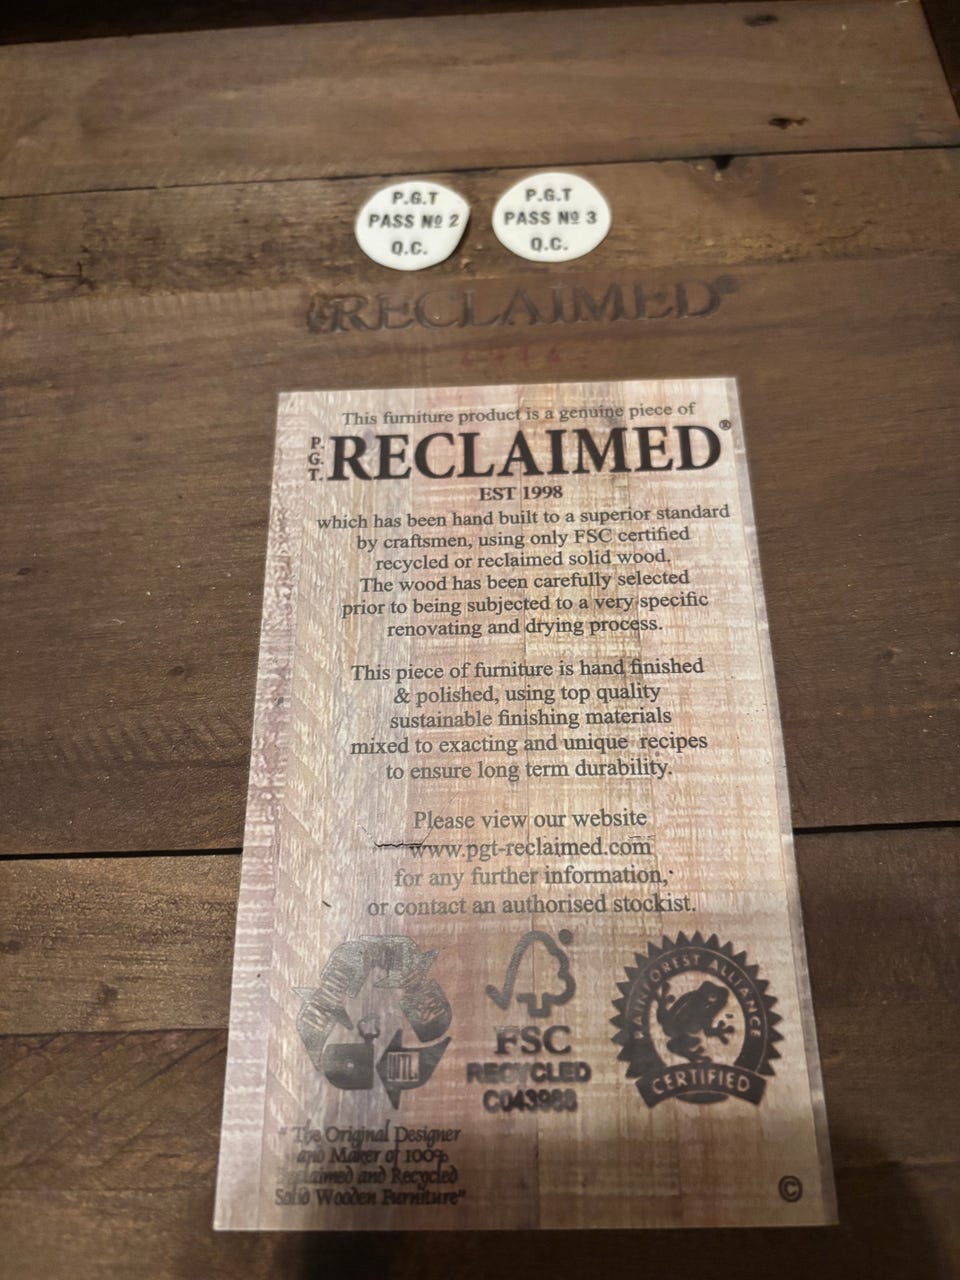 P.G.T
PASS Nº 2
Q.C.
P.G.T
PASS Nº 3
Q.C.
RECLAIMED®
This furniture product is a genuine piece of
P.G.T. RECLAIMED®
EST 1998
which has been hand built to a superior standard
by craftsmen, using only FSC certified
recycled or reclaimed solid wood.
The wood has been carefully selected
prior to being subjected to a very specific
renovating and drying process.
This piece of furniture is hand finished
& polished, using top quality
sustainable finishing materials
mixed to exacting and unique recipes
to ensure long term durability.
Please view our website
www.pgt-reclaimed.com
for any further information,
or contact an authorised stockist.
INTL.
FSC
RECYCLED
RAINFOREST ALLIANCE
CERTIFIED
"The Original Designer
and Maker of 100%
Reclaimed and Recycled
Solid Wooden Furniture"
©